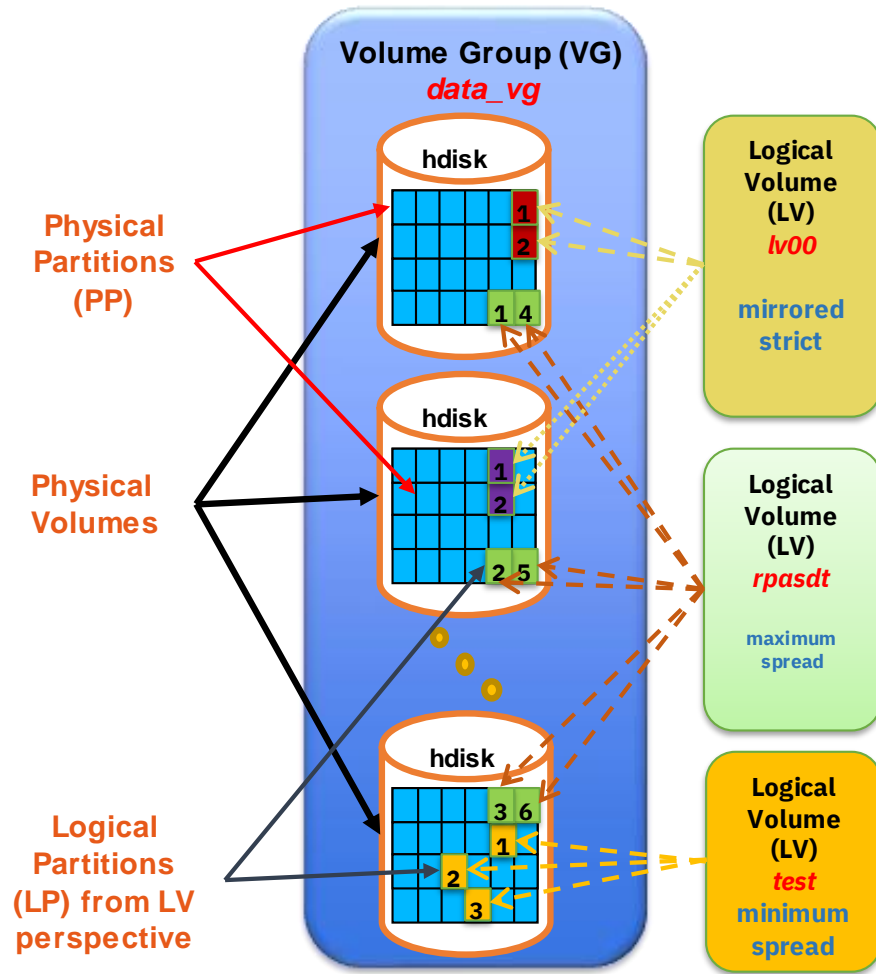 Volume Group (VG)
data_vg
hdisk
1
2
1 4
hdisk
1
2
2 5
hdisk
3 6
1
2
3
Physical
Partitions
(PP)
Physical
Volumes
Logical
Partitions
(LP) from LV
perspective
Logical
Volume
(LV)
lv00
mirrored
strict
Logical
Volume
(LV)
rpasdt
maximum
spread
Logical
Volume
(LV)
test
minimum
spread